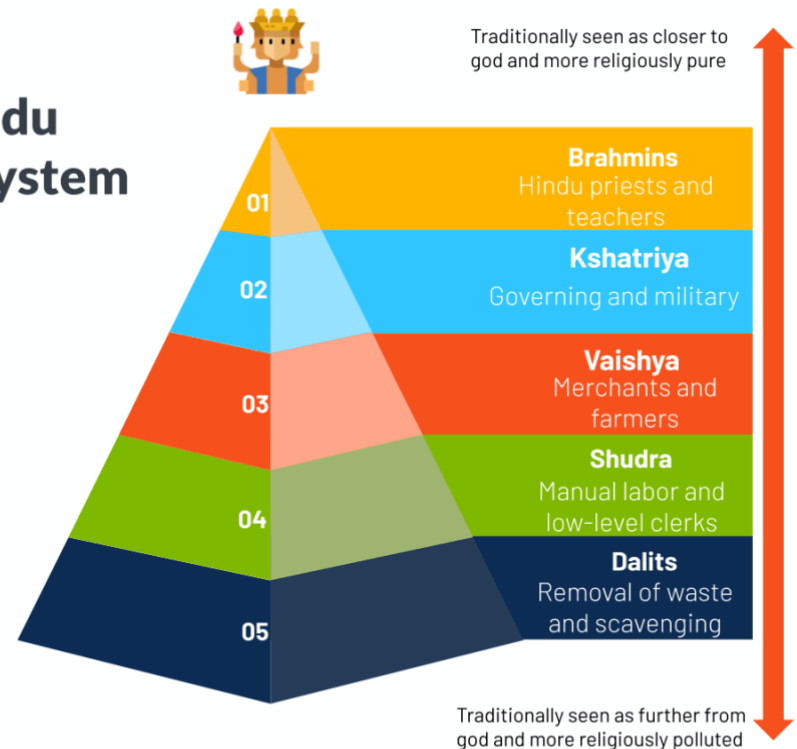 du
ystem
Traditionally seen as closer to
god and more religiously pure
01
Brahmins
Hindu priests and
teachers
02
Kshatriya
Governing and military
03
Vaishya
Merchants and
farmers
04
Shudra
Manual labor and
low-level clerks
05
Dalits
Removal of waste
and scavenging
Traditionally seen as further from
god and more religiously polluted